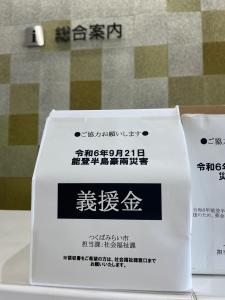 i 総合案内
●ご協力お願いします●
令和6年9月21日
能登半島豪雨災害
義援金
つくばみらい市
担当課:社会福祉課
※領収書をご希望の方は、社会福祉課窓口まで
お願いいたします。
●ご協
令和6
能登